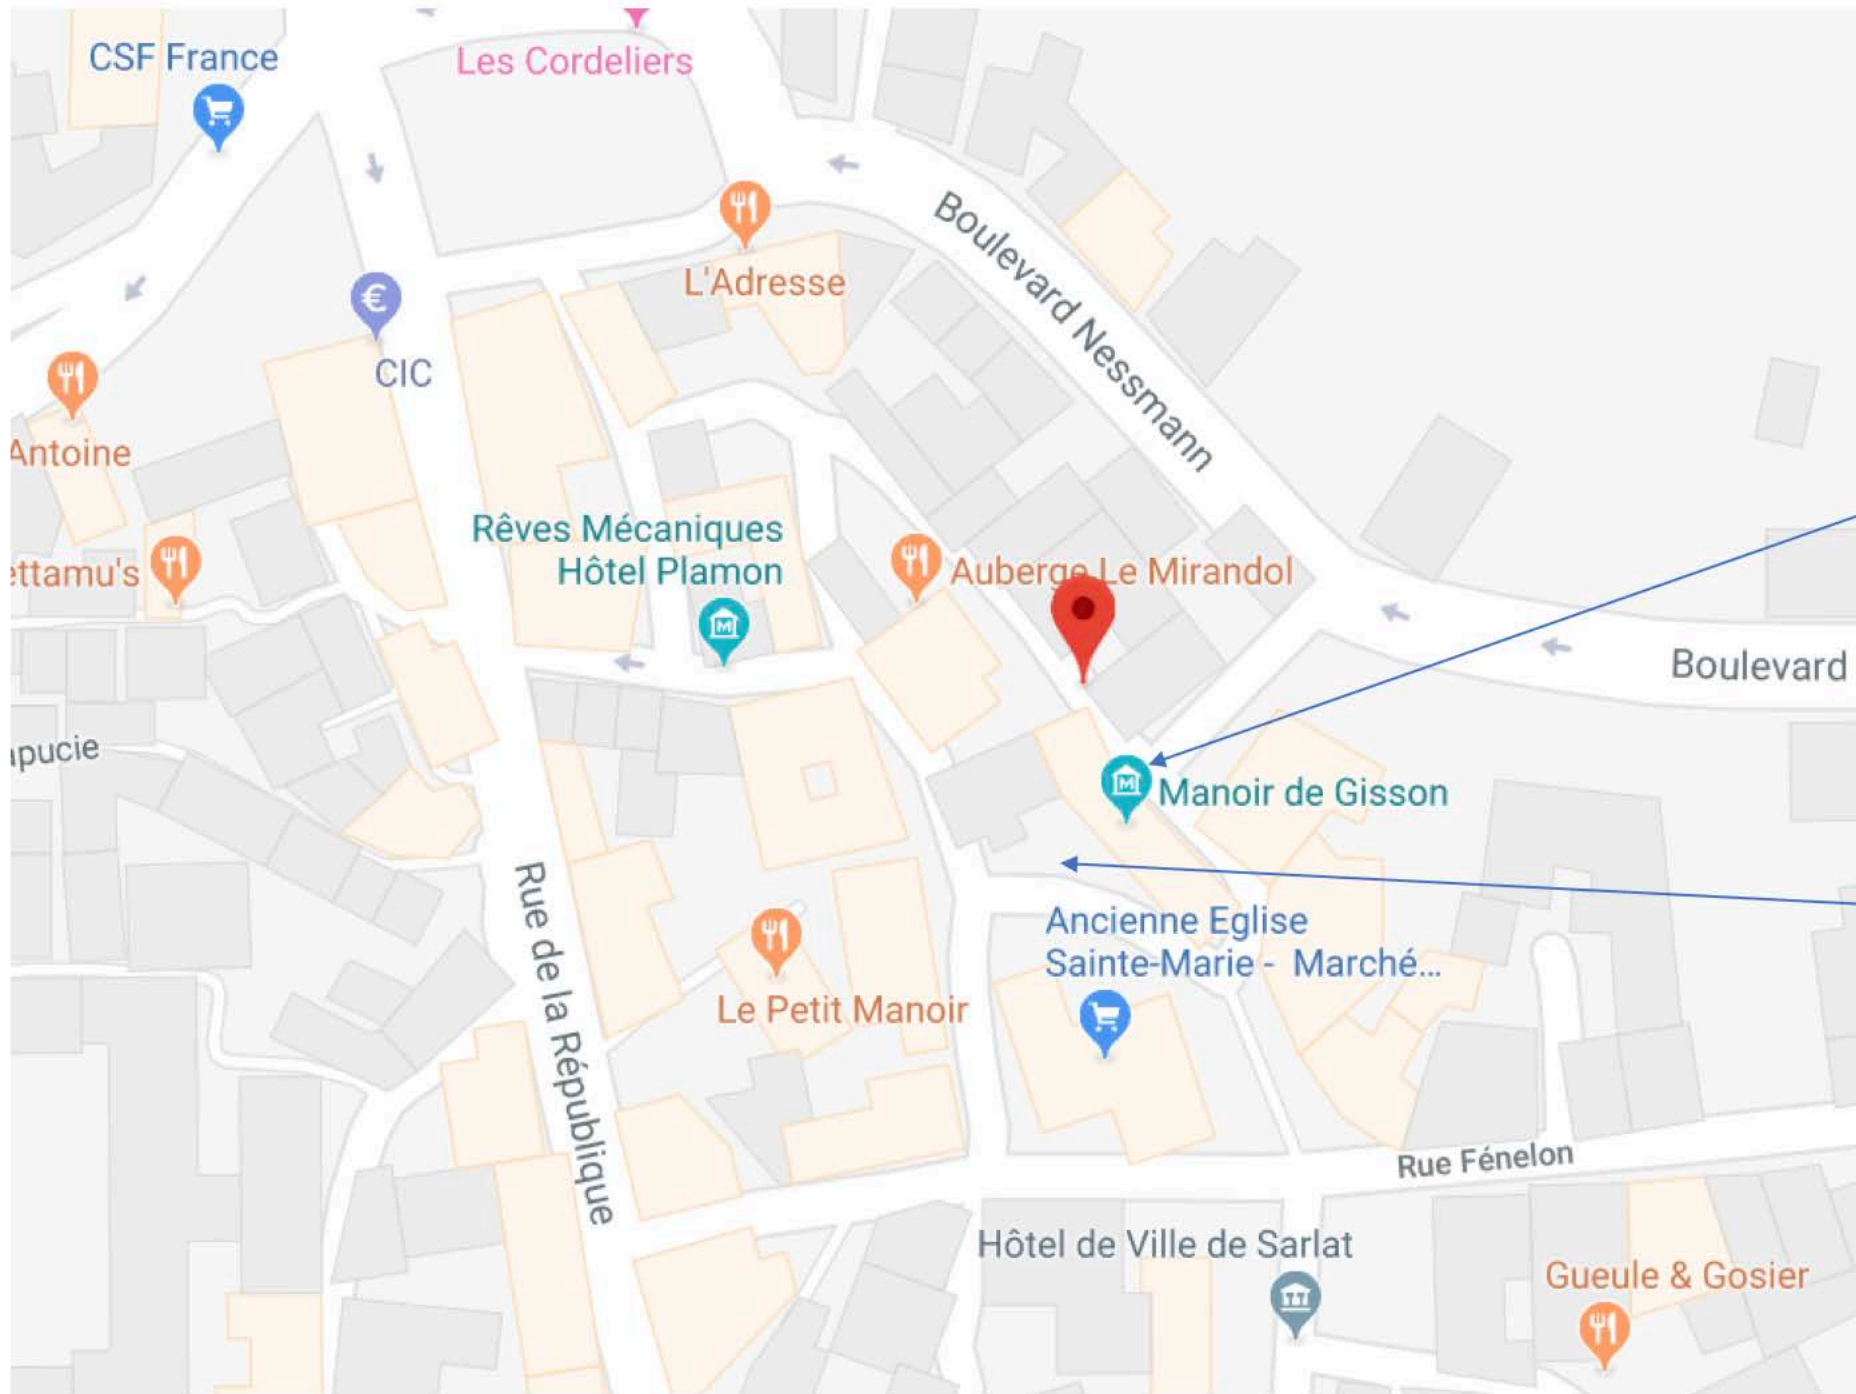 CSF France
Les Cordeliers
Boulevard Nessmann
L'Adresse
CIC
Antoine
Rêves Mécaniques
Hôtel Plamon
Auberge Le Mirandol
ettamu's
Boulevard
apucie
Manoir de Gisson
Rue de la République
Ancienne Eglise
Sainte-Marie - Marché...
Le Petit Manoir
Rue Fénelon
Hôtel de Ville de Sarlat
Gueule & Gosier